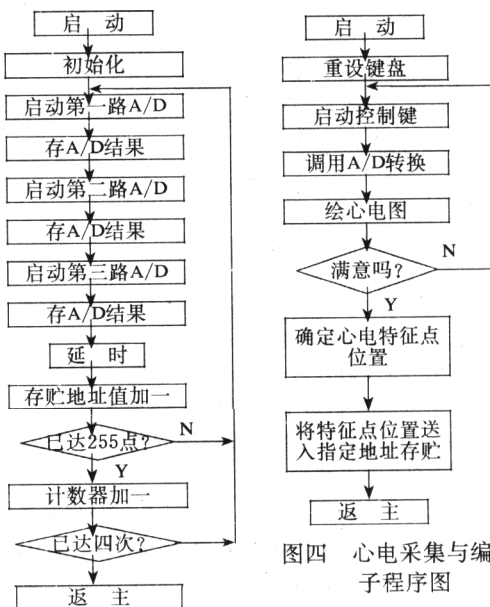 启 动
初始化
启动第一路A/D
存A/D结果
启动第二路A/D
存A/D结果
启动第三路A/D
存A/D结果
延 时
存贮地址值加一
已达255点？
N
Y
计数器加一
已达四次？
返 主
启 动
重设键盘
启动控制键
调用A/D转换
绘心电图
满意吗？
N
Y
确定心电特征点
位置
将特征点位置送
入指定地址存贮
返 主
图四 心电采集与编
子程序图